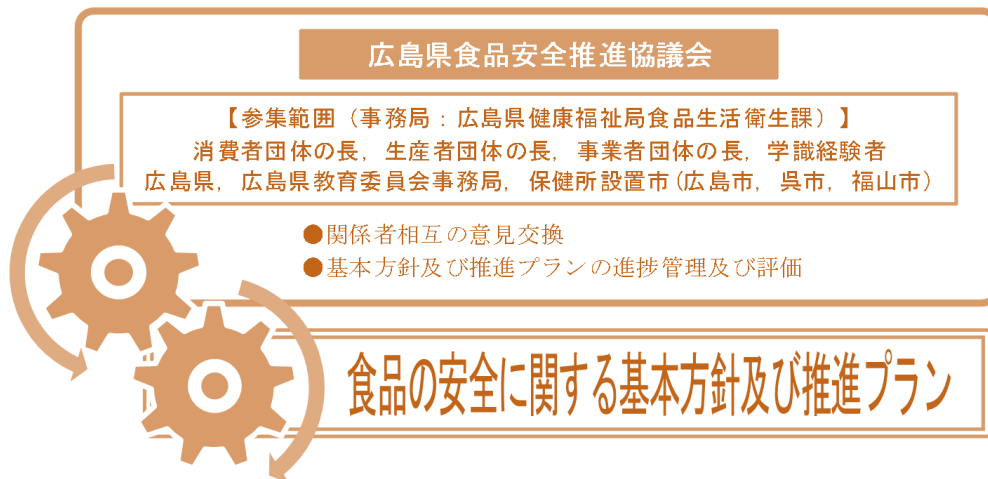 広島県食品安全推進協議会
【参集範囲（事務局：広島県健康福祉局食品生活衛生課）】
消費者団体の長，生産者団体の長，事業者団体の長，学識経験者
広島県，広島県教育委員会事務局，保健所設置市(広島市，呉市，福山市)
●関係者相互の意見交換
●基本方針及び推進プランの進捗管理及び評価
食品の安全に関する基本方針及び推進プラン